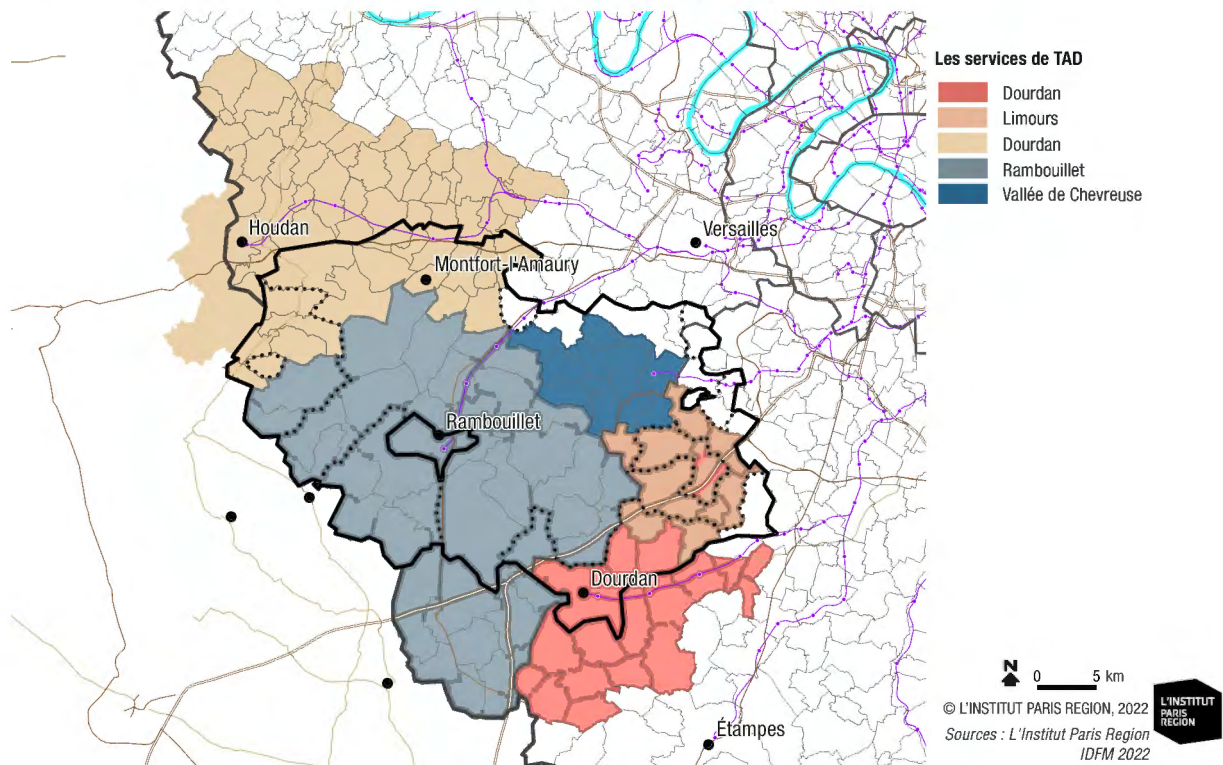 Les services de TAD
Dourdan
Limours
Dourdan
Rambouillet
Vallée de Chevreuse
Houdan
Versailles
Montfort-l'Amaury
Rambouillet
Dourdan
Étampes
N
0 5 km
© L'INSTITUT PARIS REGION, 2022
Sources : L'Institut Paris Region
IDFM 2022
L'INSTITUT
PARIS
REGION